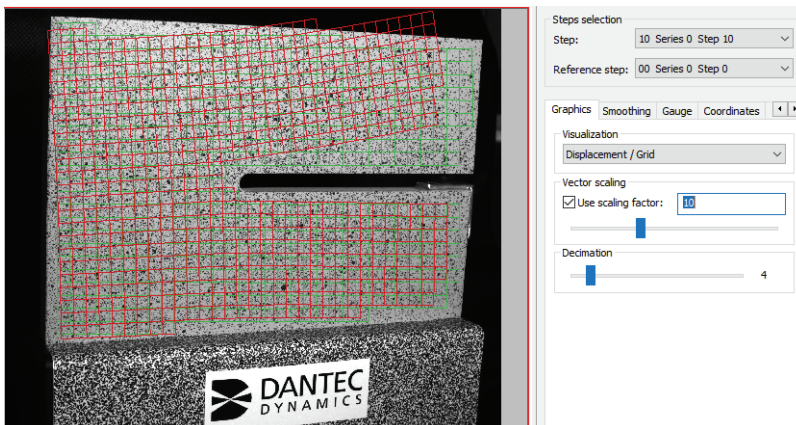 DANTEC
DYNAMICS
Steps selection
Step: 10 Series 0 Step 10
Reference step: 00 Series 0 Step 0
Graphics Smoothing Gauge Coordinates
Visualization
Displacement / Grid
Vector scaling
Use scaling factor: 10
Decimation
4